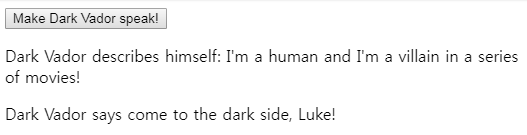 Make Dark Vador speak!
Dark Vador describes himself: I'm a human and I'm a villain in a series
of movies!
Dark Vador says come to the dark side, Luke!